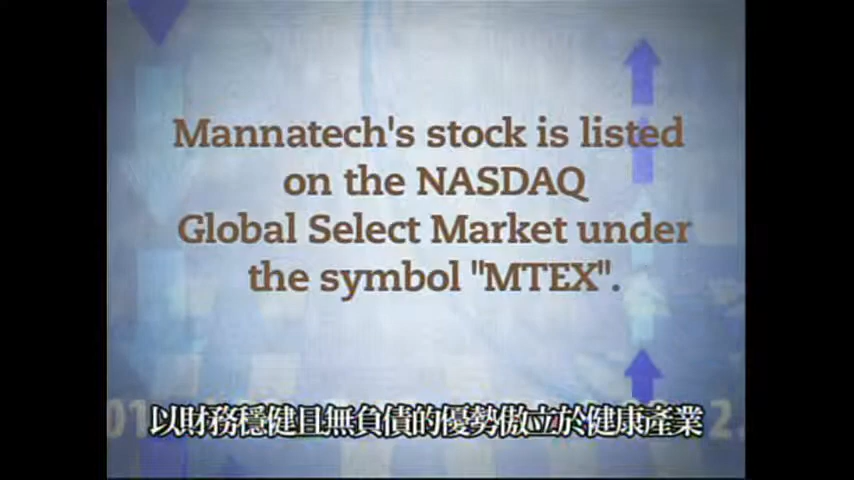 Mannatech's stock is listed
on the NASDAQ
Global Select Market under
the symbol "MTEX".
以財務穩健且無負債的優勢傲立於健康產業